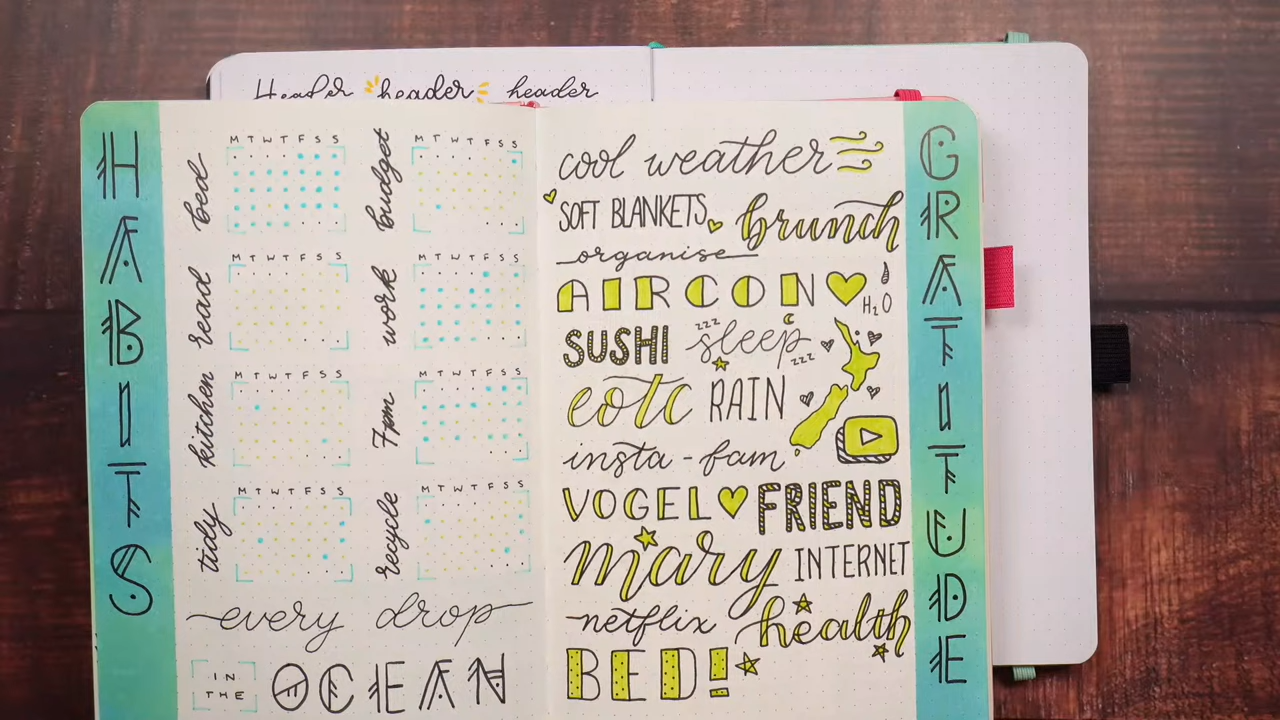 Header header header
HABITS
bed
M T W T F S S
budget
M T W T F S S
read
M T W T F S S
work
M T W T F S S
kitchen
M T W T F S S
7pm
M T W T F S S
tidy
M T W T F S S
recycle
M T W T F S S
every drop
IN THE OCEAN
cool weather
SOFT BLANKETS brunch
organise
AIRCON H₂O
SUSHI zzz sleep zzz
eotc RAIN
insta-fam
VOGEL FRIEND
mary INTERNET
netflix health
BED!
GRATITUDE